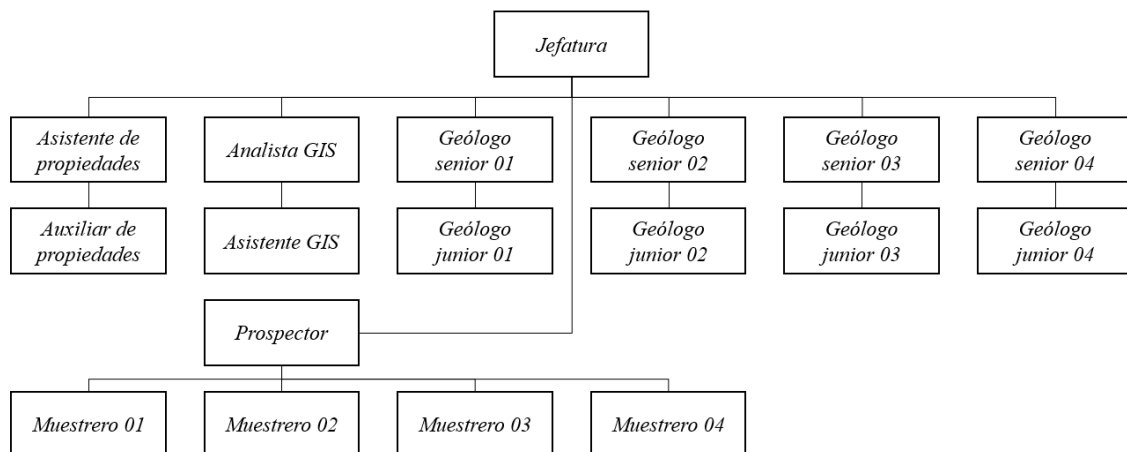 Jefatura
Asistente de
propiedades
Analista GIS
Geólogo
senior 01
Geólogo
senior 02
Geólogo
senior 03
Geólogo
senior 04
Auxiliar de
propiedades
Asistente GIS
Geólogo
junior 01
Geólogo
junior 02
Geólogo
junior 03
Geólogo
junior 04
Prospector
Muestrero 01
Muestrero 02
Muestrero 03
Muestrero 04